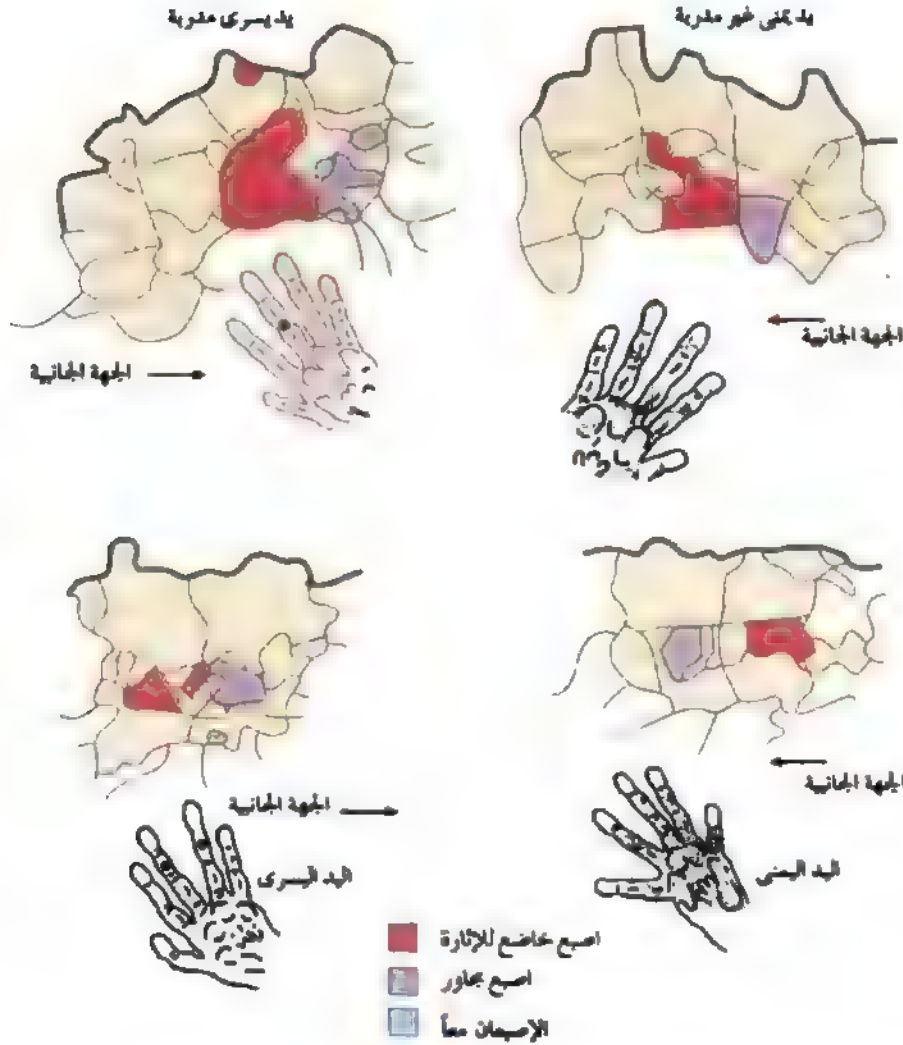 يد يمنى غير مدربة
يد يسرى مدربة
الجهة الجانبية
الجهة الجانبية
الجهة الجانبية
الجهة الجانبية
اليد اليمنى
اليد اليسرى
اصبع خاضع للإثارة
اصبع مجاور
الإصبعان معاً